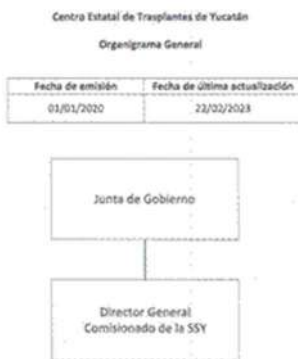 Centro Estatal de Trasplantes de Yucatán
Organigrama General
Fecha de emisión Fecha de última actualización
01/01/2020 22/02/2023
Junta de Gobierno
Director General
Comisionado de la SSY